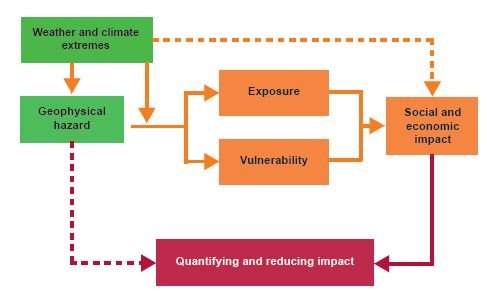 Weather and climate
extremes
Geophysical
hazard
Exposure
Vulnerability
Social and
economic
impact
Quantifying and reducing impact